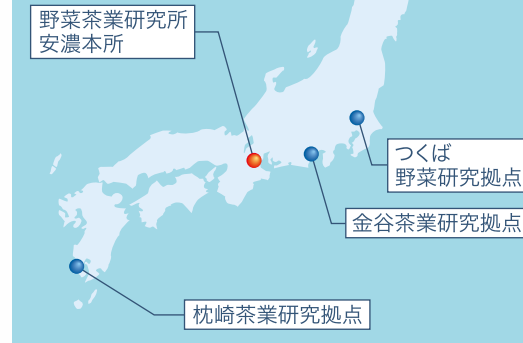 野菜茶業研究所
安濃本所
つくば
野菜研究拠点
金谷茶業研究拠点
枕崎茶業研究拠点